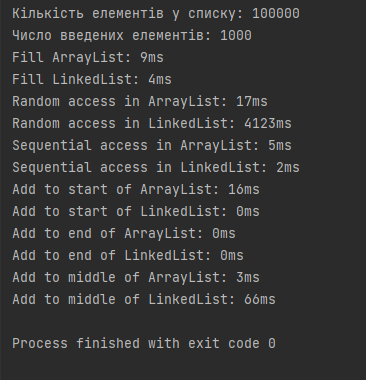 Кількість елементів у списку: 100000
Число введених елементів: 1000
Fill ArrayList: 9ms
Fill LinkedList: 4ms
Random access in ArrayList: 17ms
Random access in LinkedList: 4123ms
Sequential access in ArrayList: 5ms
Sequential access in LinkedList: 2ms
Add to start of ArrayList: 16ms
Add to start of LinkedList: 0ms
Add to end of ArrayList: 0ms
Add to end of LinkedList: 0ms
Add to middle of ArrayList: 3ms
Add to middle of LinkedList: 66ms
Process finished with exit code 0